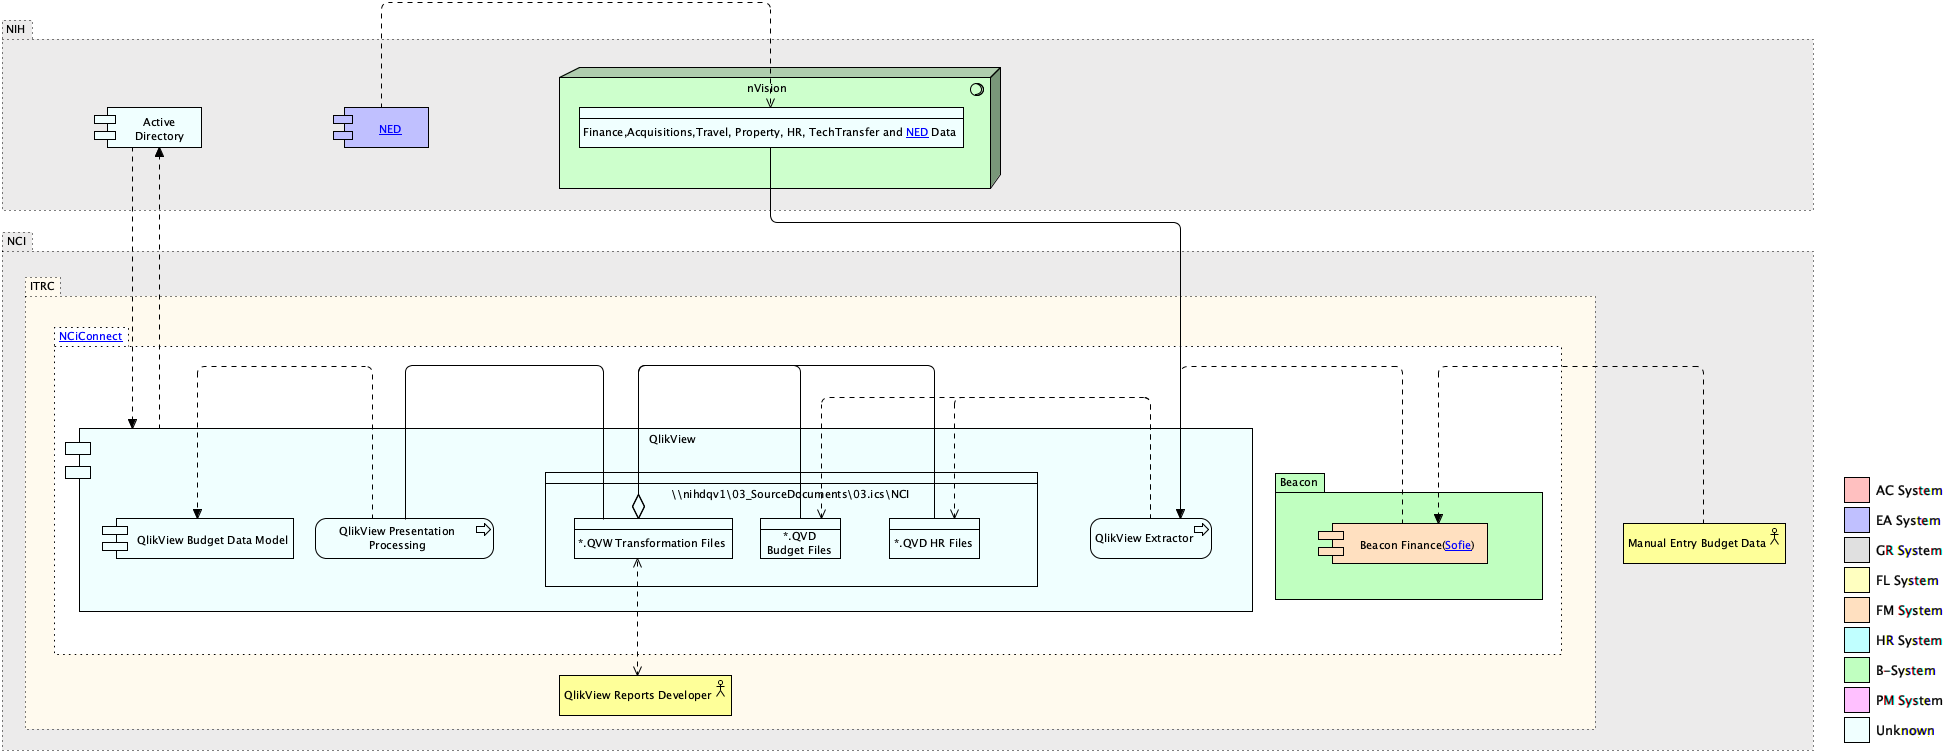 NIH
nVision
Active
Directory
NED
Finance,Acquisitions,Travel, Property, HR, TechTransfer and NED Data
NCI
ITRC
NCiConnect
QlikView
\\nihdqv1\03_SourceDocuments\03.ics\NCI
QlikView Budget Data Model
QlikView Presentation
Processing
*.QVW Transformation Files
*.QVD
Budget Files
*.QVD HR Files
QlikView Extractor
Beacon
Beacon Finance(Sofie)
Manual Entry Budget Data
QlikView Reports Developer
AC System
EA System
GR System
FL System
FM System
HR System
B-System
PM System
Unknown